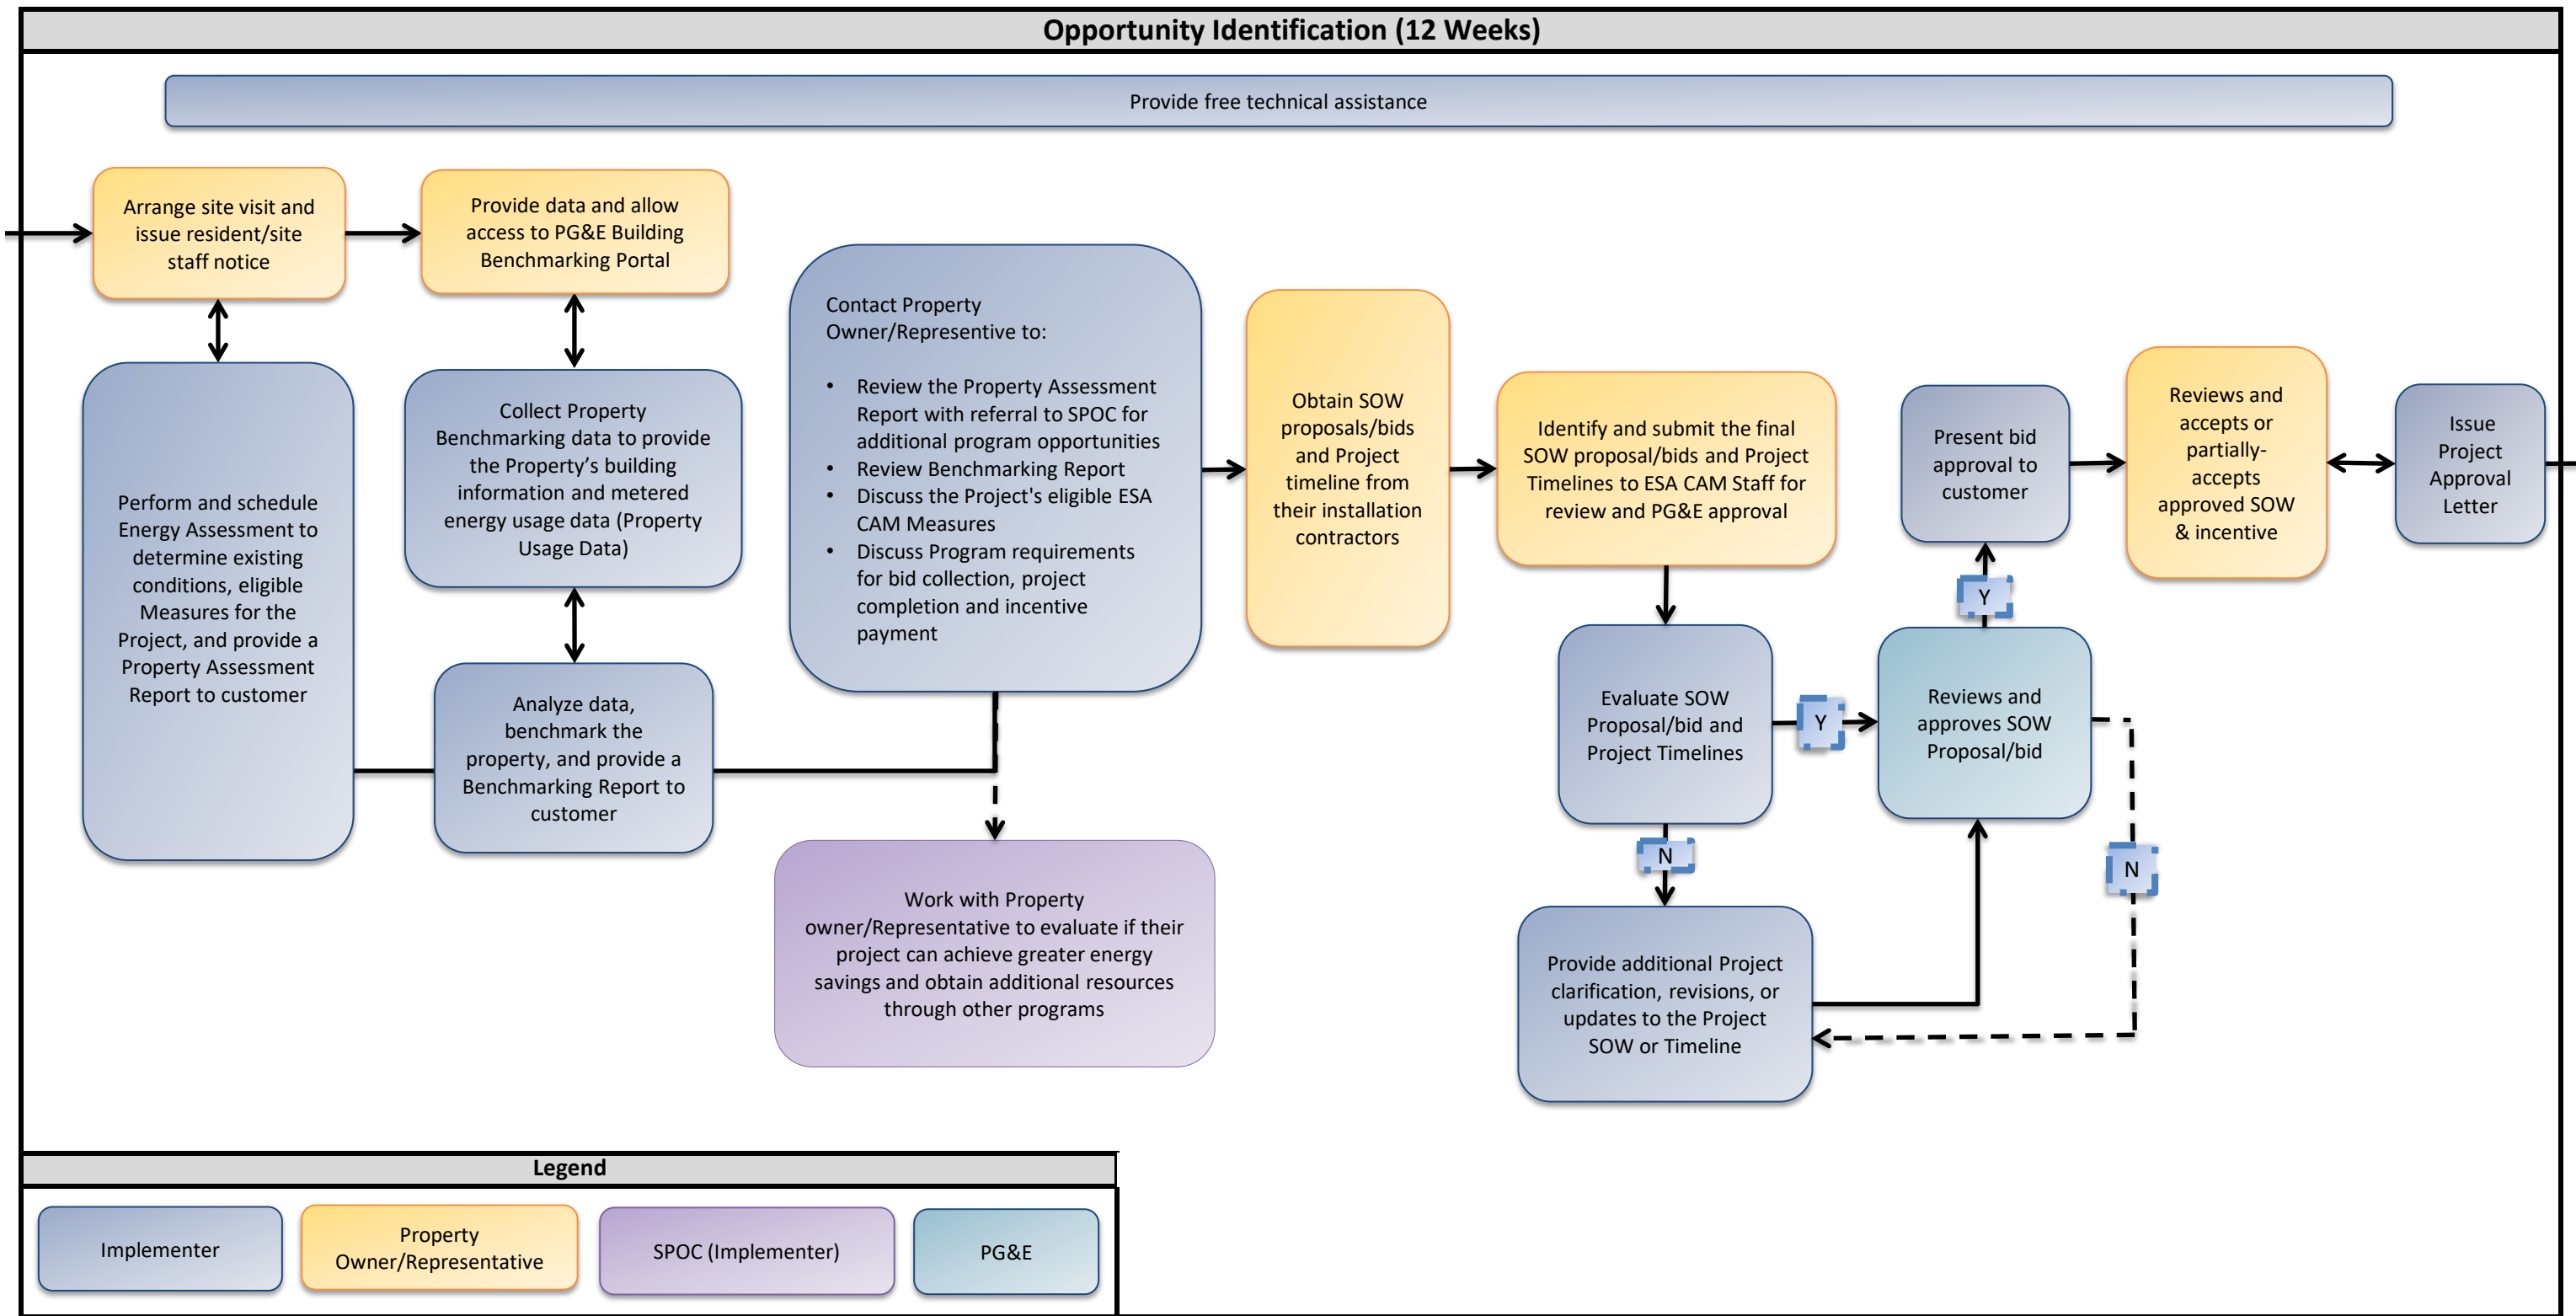 Opportunity Identification (12 Weeks)
Provide free technical assistance
Arrange site visit and
issue resident/site
staff notice
Provide data and allow
access to PG&E Building
Benchmarking Portal
Perform and schedule
Energy Assessment to
determine existing
conditions, eligible
Measures for the
Project, and provide a
Property Assessment
Report to customer
Collect Property
Benchmarking data to provide
the Property’s building
information and metered
energy usage data (Property
Usage Data)
Analyze data,
benchmark the
property, and provide a
Benchmarking Report to
customer
Contact Property
Owner/Representive to:
• Review the Property Assessment
Report with referral to SPOC for
additional program opportunities
• Review Benchmarking Report
• Discuss the Project's eligible ESA
CAM Measures
• Discuss Program requirements
for bid collection, project
completion and incentive
payment
Work with Property
owner/Representative to evaluate if their
project can achieve greater energy
savings and obtain additional resources
through other programs
Obtain SOW
proposals/bids
and Project
timeline from
their installation
contractors
Identify and submit the final
SOW proposal/bids and Project
Timelines to ESA CAM Staff for
review and PG&E approval
Evaluate SOW
Proposal/bid and
Project Timelines
Y
N
Provide additional Project
clarification, revisions, or
updates to the Project
SOW or Timeline
Reviews and
approves SOW
Proposal/bid
Y
N
Present bid
approval to
customer
Reviews and
accepts or
partially-
accepts
approved SOW
& incentive
Issue
Project
Approval
Letter
Legend
Implementer
Property
Owner/Representative
SPOC (Implementer)
PG&E